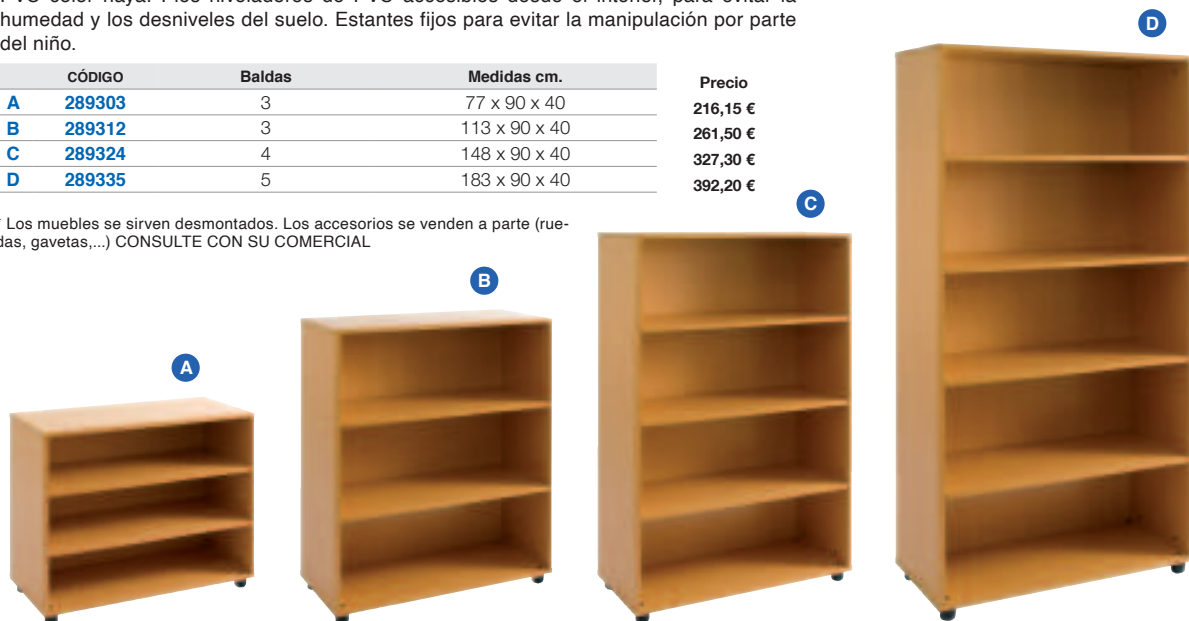 humedad y los desniveles del suelo. Estantes fijos para evitar la manipulación por parte
del niño.
CÓDIGO Baldas Medidas cm. Precio
A 289303 3 77 x 90 x 40 216,15 €
B 289312 3 113 x 90 x 40 261,50 €
C 289324 4 148 x 90 x 40 327,30 €
D 289335 5 183 x 90 x 40 392,20 €
* Los muebles se sirven desmontados. Los accesorios se venden a parte (rue-
das, gavetas,...) CONSULTE CON SU COMERCIAL
A
B
C
D